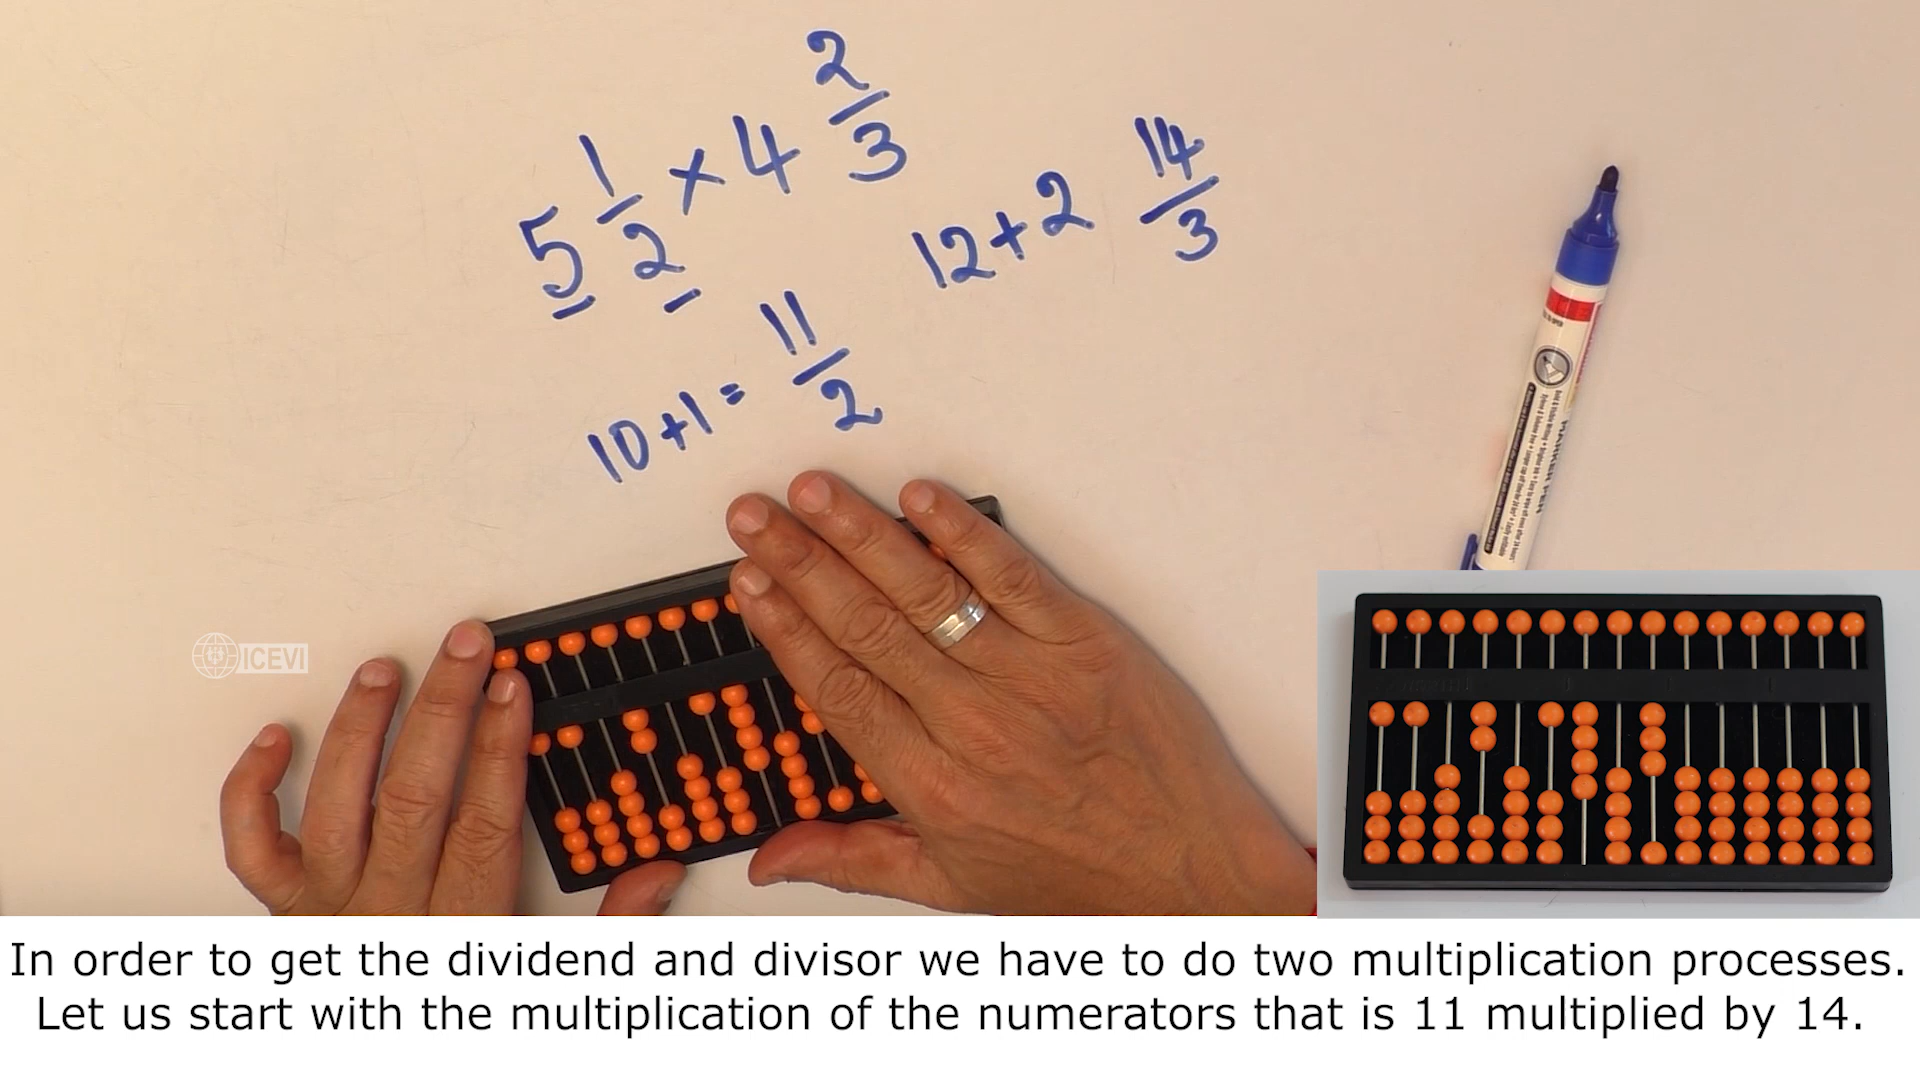 5 1/2 × 4 2/3
12+2 14/3
10+1= 11/2
ICEVI
In order to get the dividend and divisor we have to do two multiplication processes.
Let us start with the multiplication of the numerators that is 11 multiplied by 14.